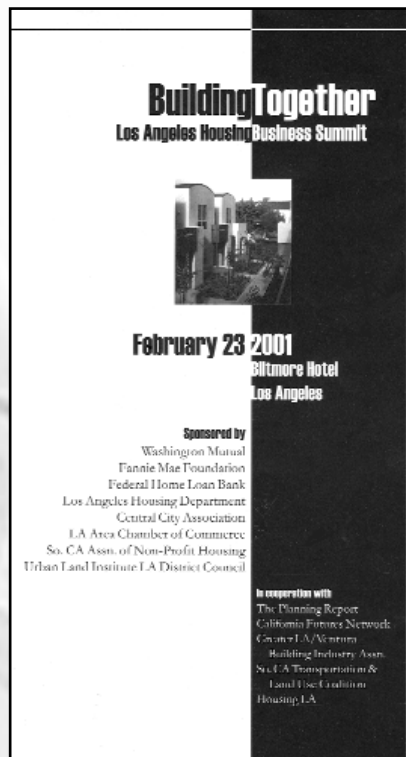 BuildingTogether
Los Angeles HousingBusiness Summit
February 23 2001
Biltmore Hotel
Los Angeles
Sponsored by
Washington Mutual
Fannie Mae Foundation
Federal Home Loan Bank
Los Angeles Housing Department
Central City Association
LA Area Chamber of Commerce
So. CA Assn. of Non-Profit Housing
Urban Land Institute LA District Council
In cooperation with
The Planning Report
California Futures Network
Greater LA/Ventura
Building Industry Assn.
So. CA Transportation &
Land Use Coalition
Housing LA